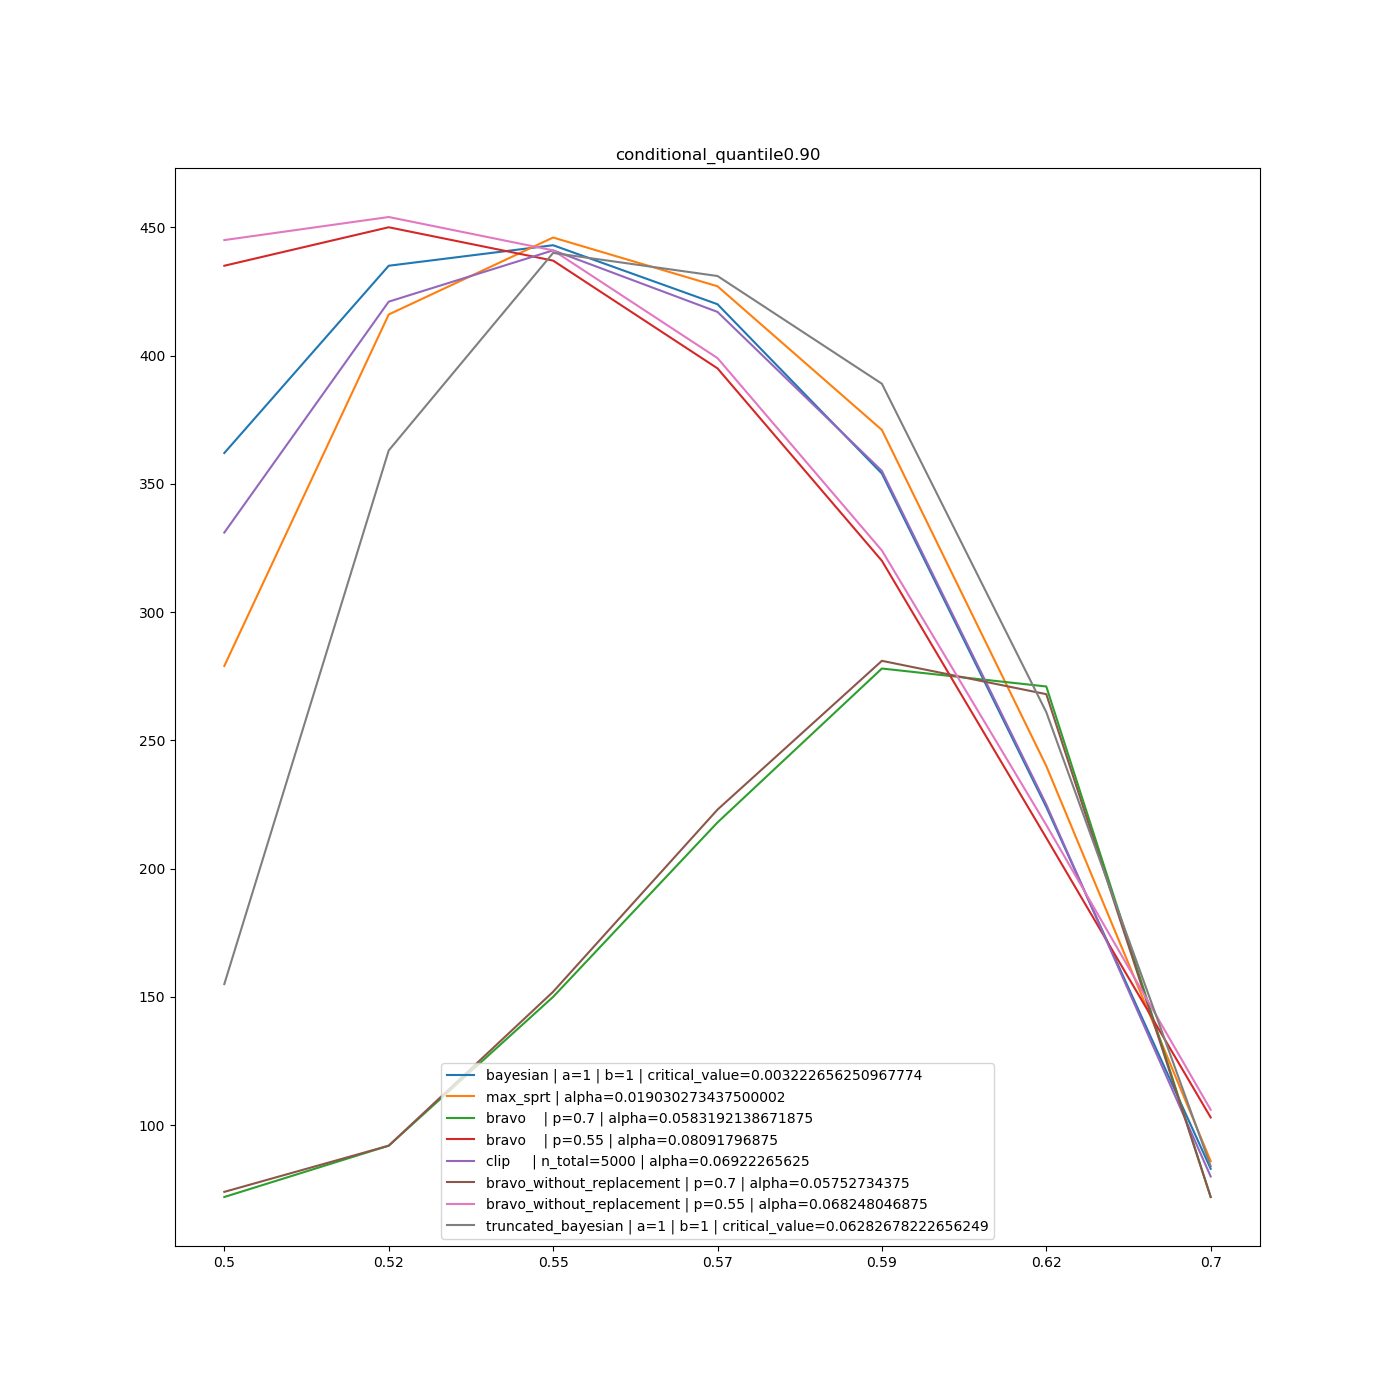 conditional_quantile0.90
450
400
350
300
250
200
150
100
bayesian | a=1 | b=1 | critical_value=0.003222656250967774
max_sprt | alpha=0.019030273437500002
bravo | p=0.7 | alpha=0.0583192138671875
bravo | p=0.55 | alpha=0.08091796875
clip | n_total=5000 | alpha=0.06922265625
bravo_without_replacement | p=0.7 | alpha=0.05752734375
bravo_without_replacement | p=0.55 | alpha=0.068248046875
truncated_bayesian | a=1 | b=1 | critical_value=0.06282678222656249
0.5 0.52 0.55 0.57 0.59 0.62 0.7